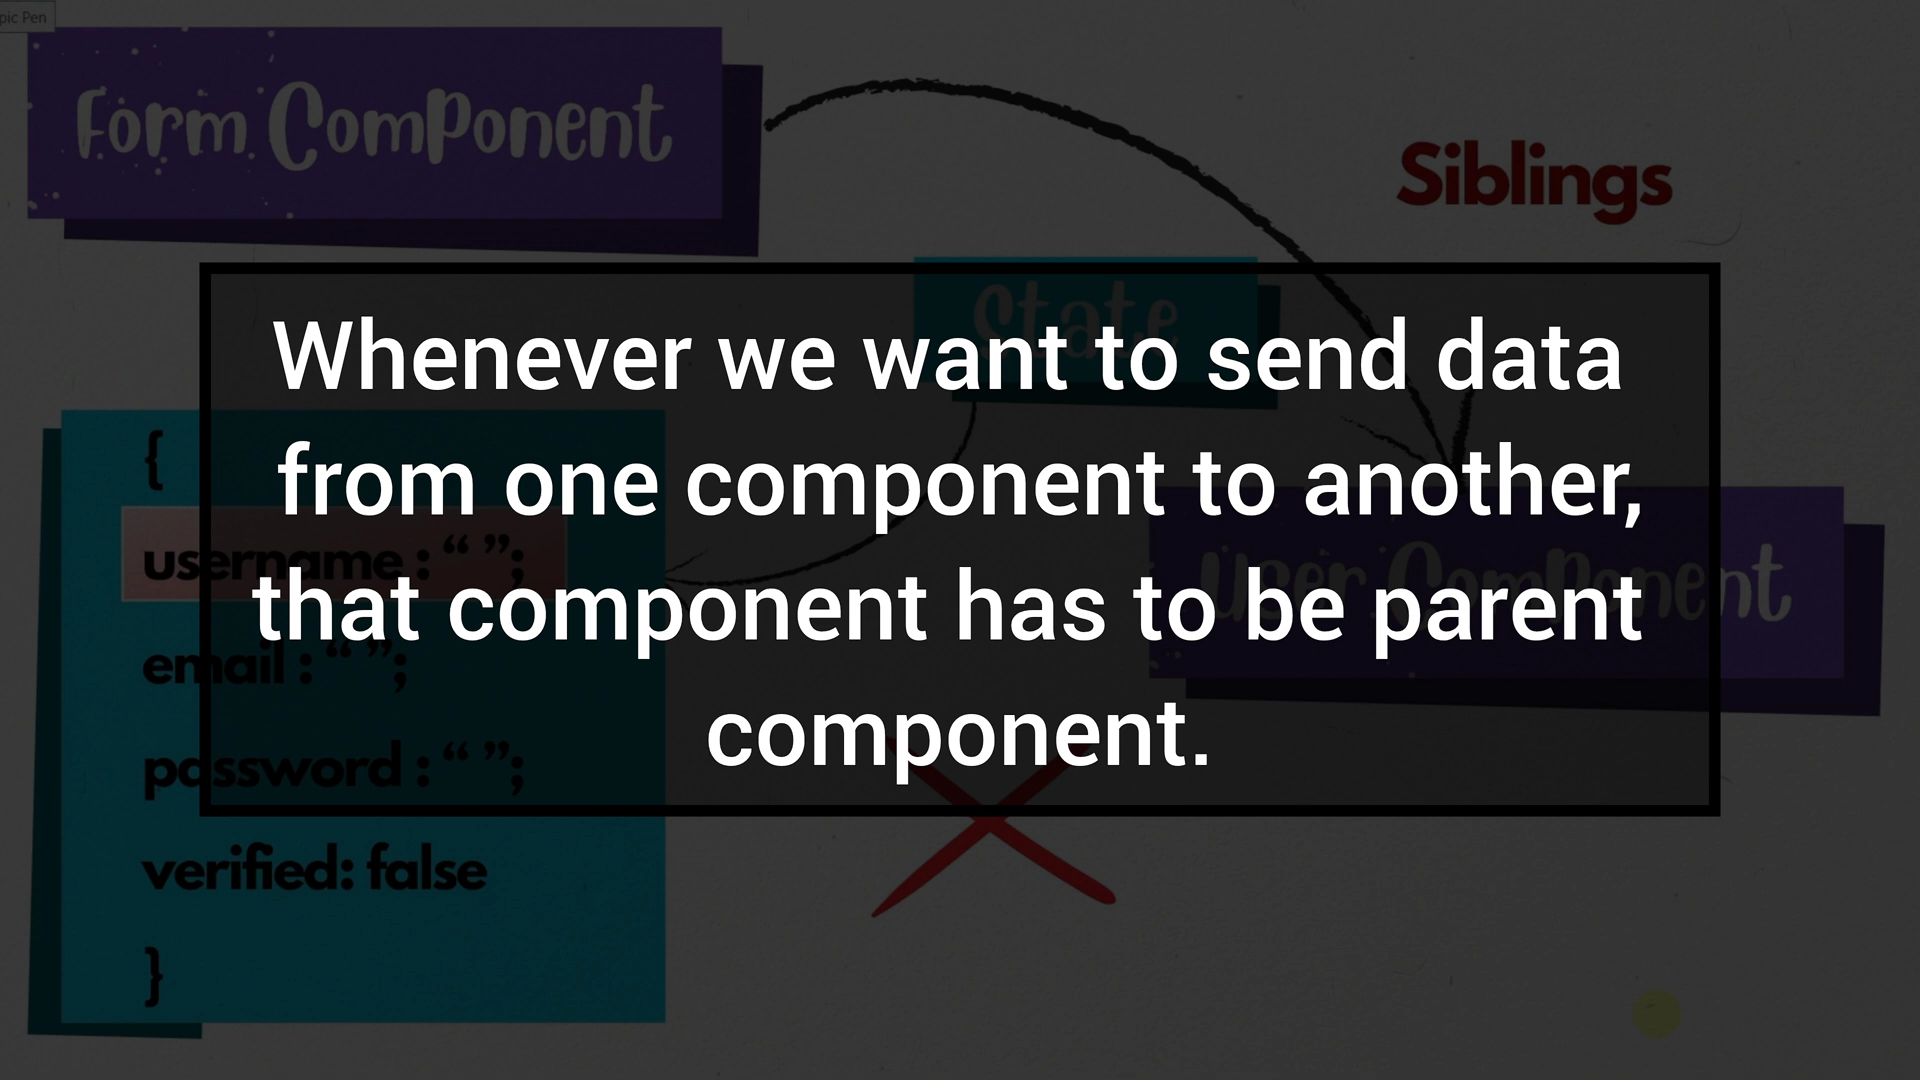 pic Pen
Form Component
Siblings
State
Whenever we want to send data
from one component to another,
that component has to be parent
component.
{
username : “ ”;
email : “ ”;
password : “ ”;
verified: false
}
User Component